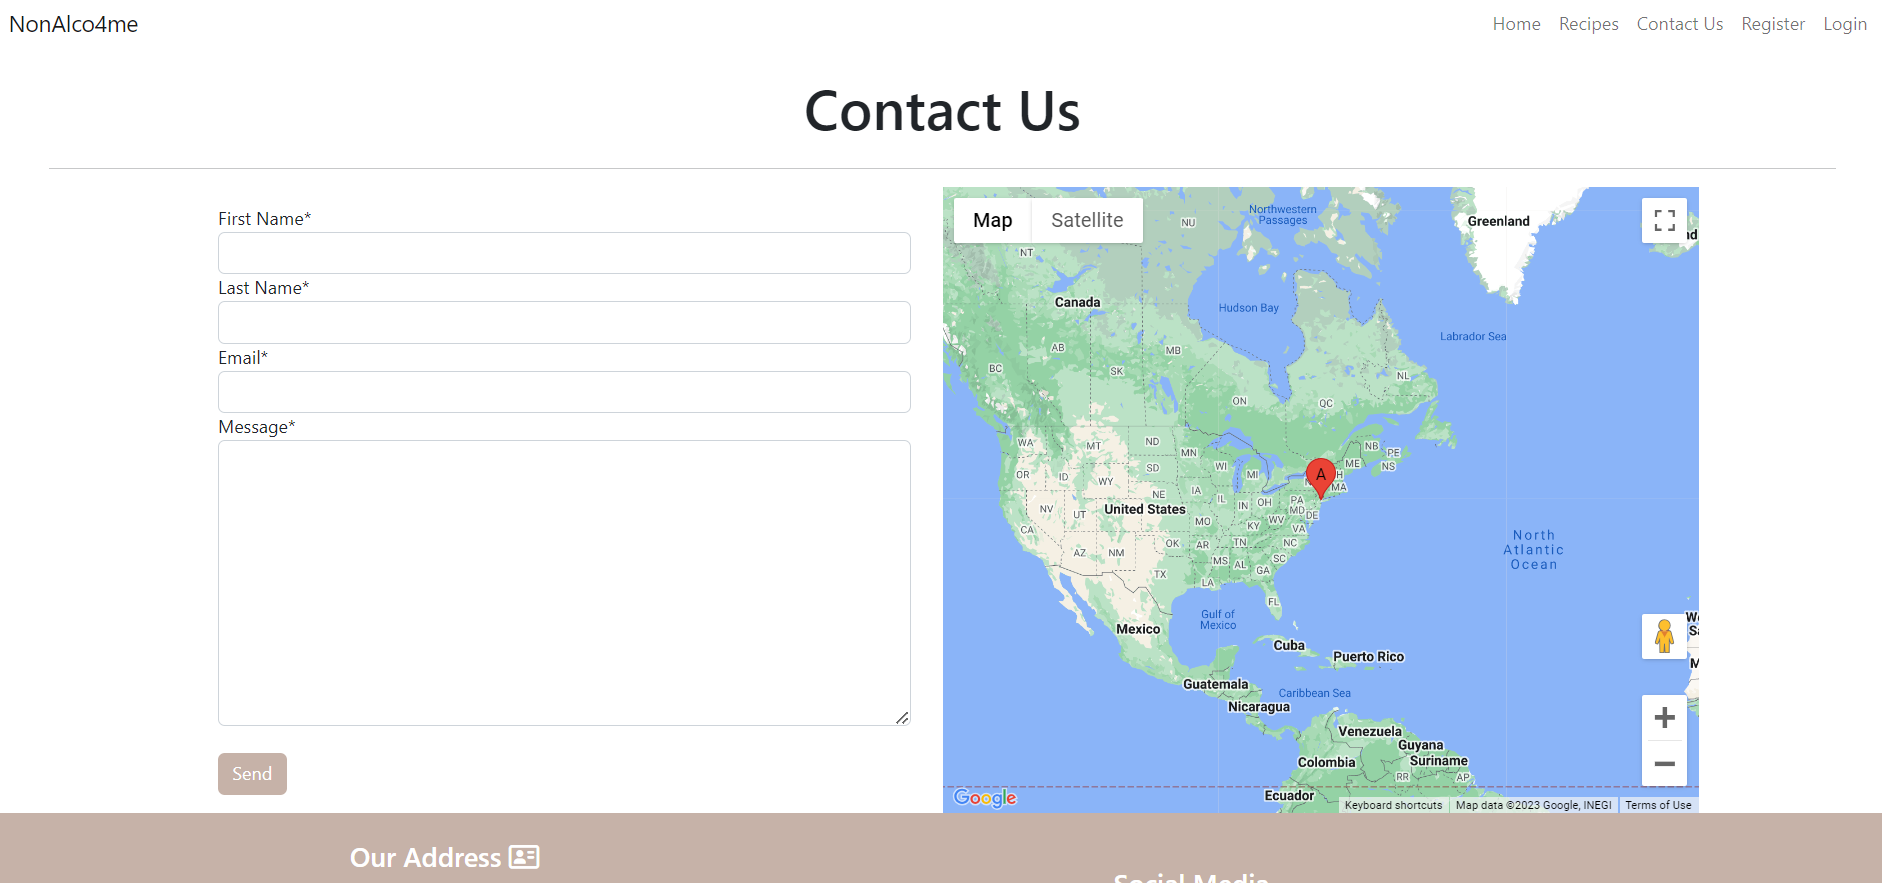 NonAlco4me
Home Recipes Contact Us Register Login
Contact Us
First Name*
Last Name*
Email*
Message*
Send
Map Satellite
Northwestern
Passages
Greenland
NU
NT
Canada
Hudson Bay
Labrador Sea
AB
MB
BC
SK
NL
ON
QC
WA
MT
ND
NB
PE
MN
ME
NS
OR
ID
SD
WI
MI
A
MA
WY
NE
IA
IL
IN
OH
PA
NV
UT
United States
MD
DE
CA
MO
KY
WV
VA
AZ
NM
OK
AR
TN
NC
MS
AL
SC
TX
GA
LA
FL
North
Atlantic
Ocean
Gulf of
Mexico
Mexico
Cuba
Puerto Rico
Guatemala
Caribbean Sea
Nicaragua
Venezuela
Guyana
Colombia
Suriname
RR
AP
Ecuador
Google
Keyboard shortcuts Map data ©2023 Google, INEGI Terms of Use
Our Address
Social Media